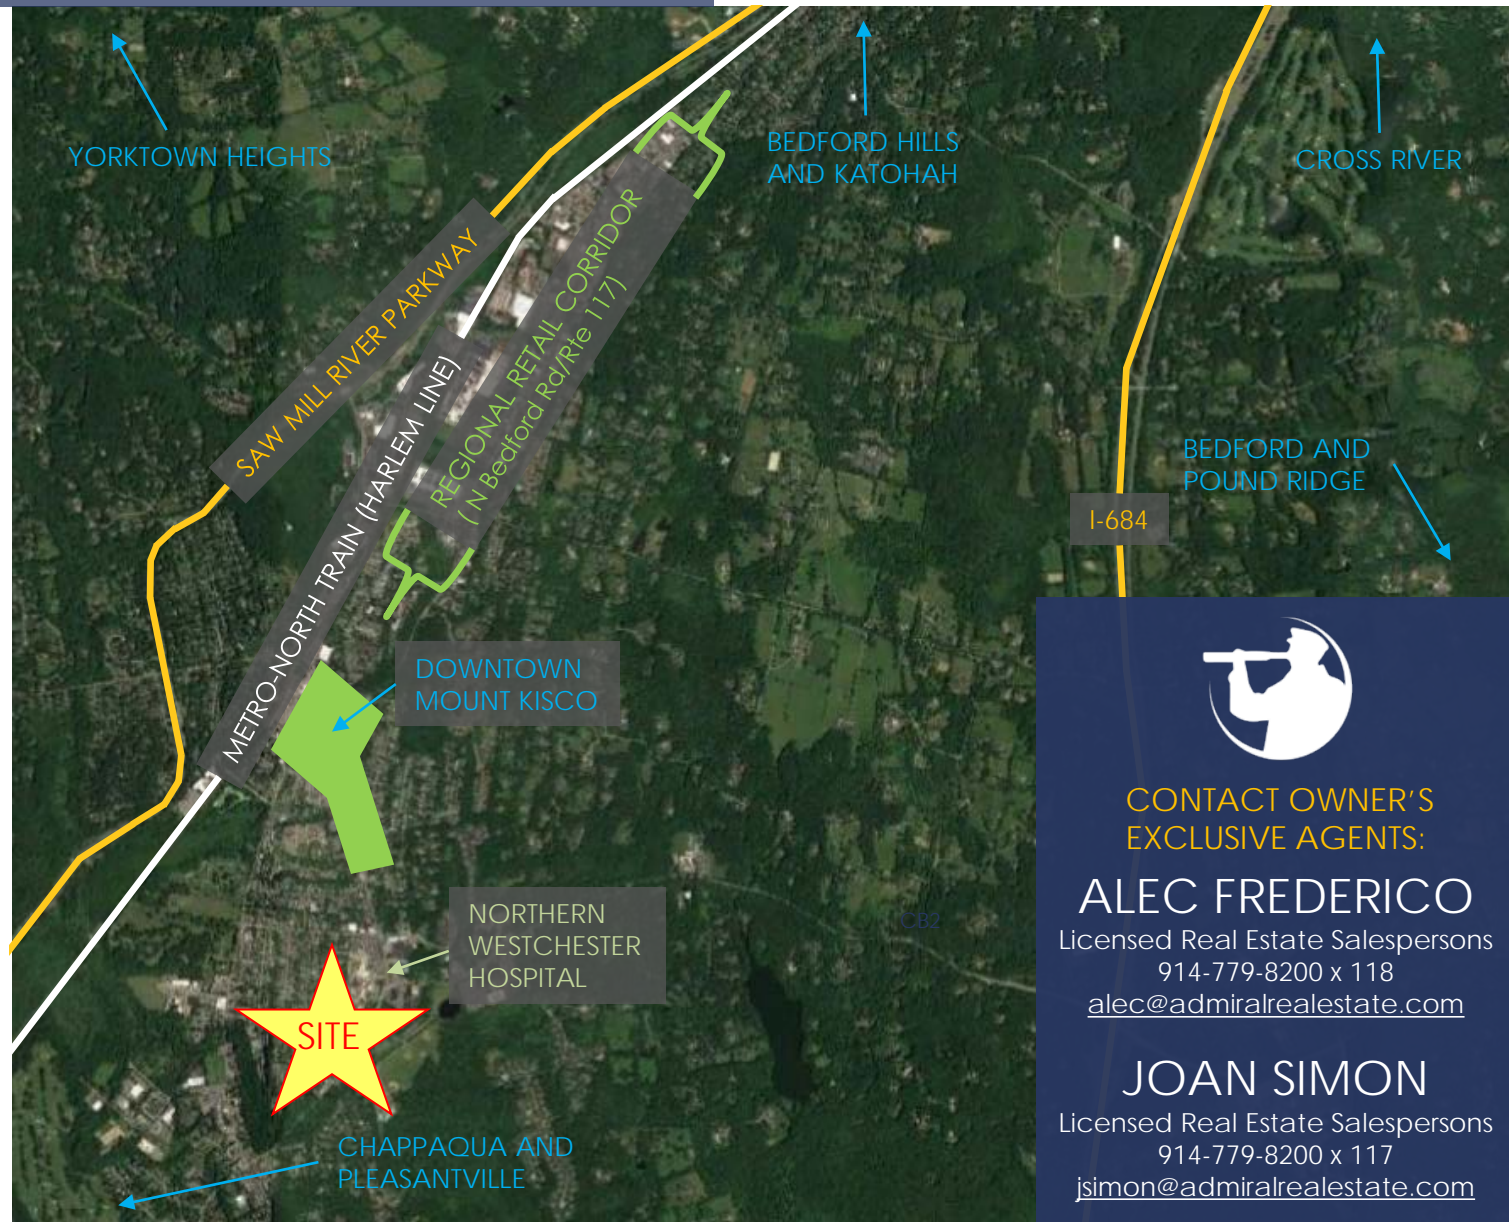 YORKTOWN HEIGHTS
BEDFORD HILLS
AND KATOHAH
CROSS RIVER
SAW MILL RIVER PARKWAY
METRO-NORTH TRAIN (HARLEM LINE)
REGIONAL RETAIL CORRIDOR
( N Bedford Rd/Rte 117)
BEDFORD AND
POUND RIDGE
I-684
DOWNTOWN
MOUNT KISCO
NORTHERN
WESTCHESTER
HOSPITAL
CB2
SITE
CHAPPAQUA AND
PLEASANTVILLE
CONTACT OWNER’S
EXCLUSIVE AGENTS:
ALEC FREDERICO
Licensed Real Estate Salespersons
914-779-8200 x 118
alec@admiralrealestate.com
JOAN SIMON
Licensed Real Estate Salespersons
914-779-8200 x 117
jsimon@admiralrealestate.com